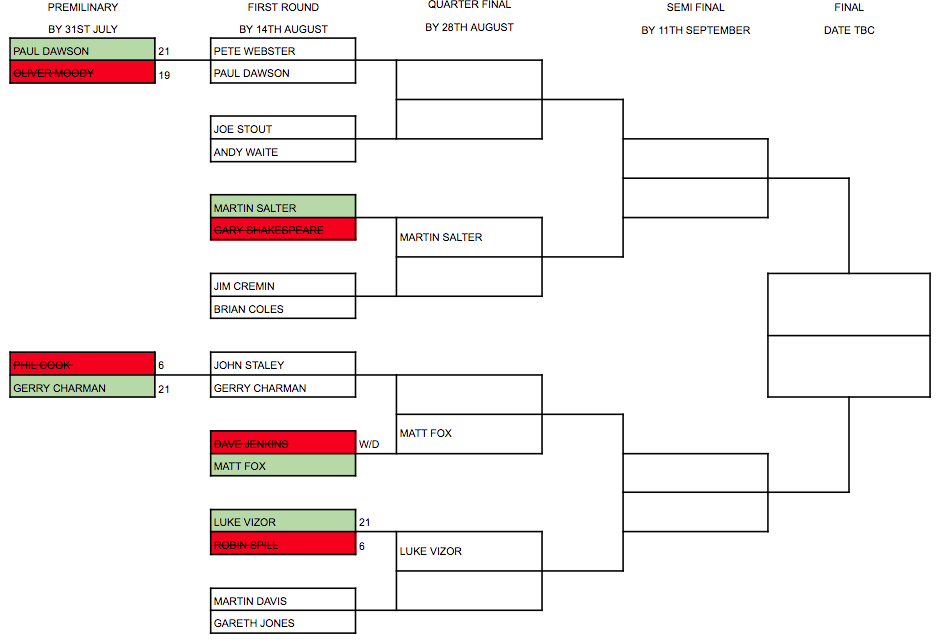 PREMILINARY
BY 31ST JULY
FIRST ROUND
BY 14TH AUGUST
QUARTER FINAL
BY 28TH AUGUST
SEMI FINAL
BY 11TH SEPTEMBER
FINAL
DATE TBC
PAUL DAWSON 21
OLIVER MOODY 19
PETE WEBSTER
PAUL DAWSON
JOE STOUT
ANDY WAITE
MARTIN SALTER
GARY SHAKESPEARE
MARTIN SALTER
JIM CREMIN
BRIAN COLES
PHIL COOK 6
GERRY CHARMAN 21
JOHN STALEY
GERRY CHARMAN
DAVE JENKINS W/D
MATT FOX
MATT FOX
LUKE VIZOR 21
ROBIN SPILL 6
LUKE VIZOR
MARTIN DAVIS
GARETH JONES